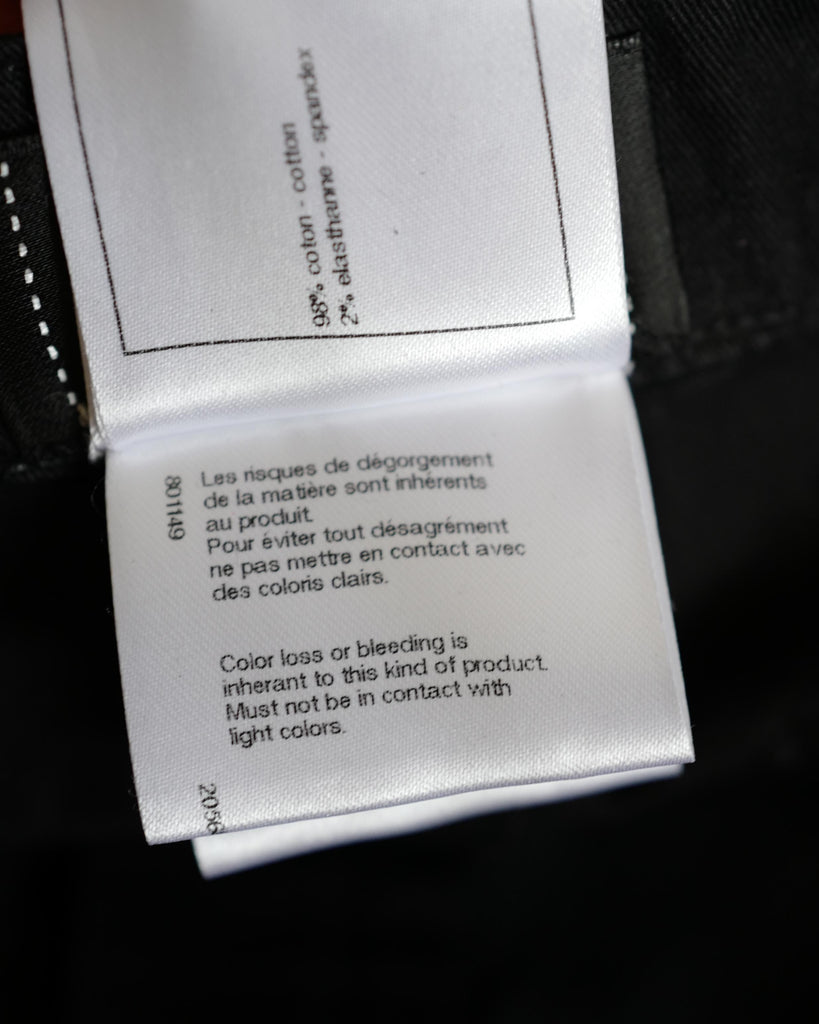 98% coton - cotton
2% elasthanne - spandex
801149
Les risques de dégorgement
de la matière sont inhérents
au produit.
Pour éviter tout désagrément
ne pas mettre en contact avec
des coloris clairs.
Color loss or bleeding is
inherant to this kind of product.
Must not be in contact with
light colors.
2056